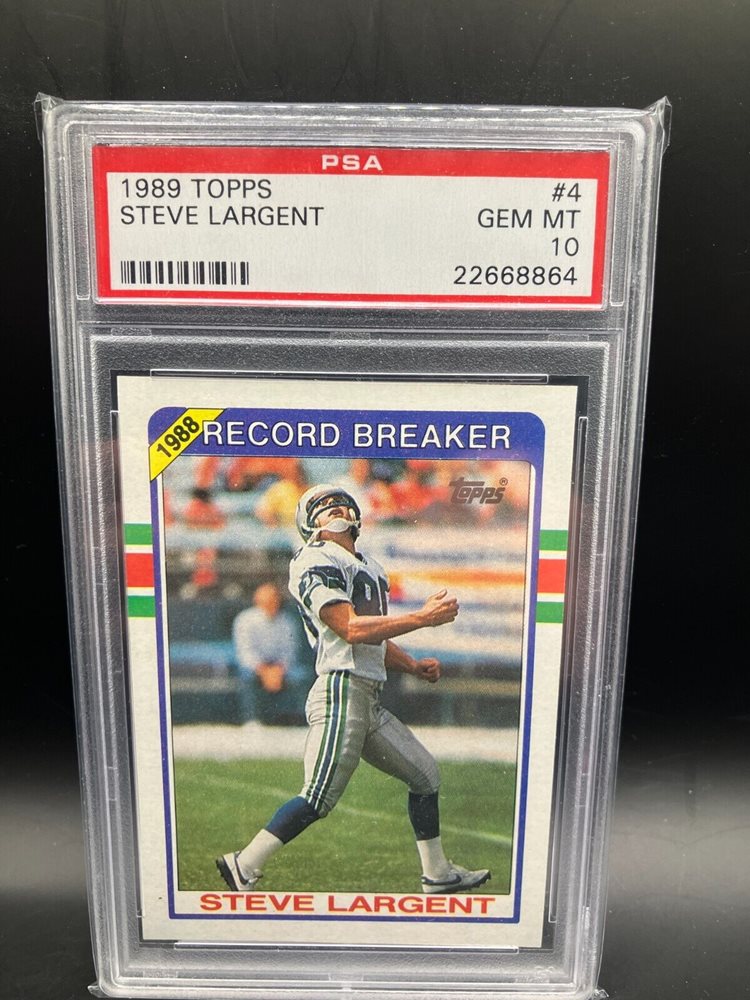 PSA
1989 TOPPS #4
STEVE LARGENT GEM MT
10
22668864
1988 RECORD BREAKER
Topps®
STEVE LARGENT